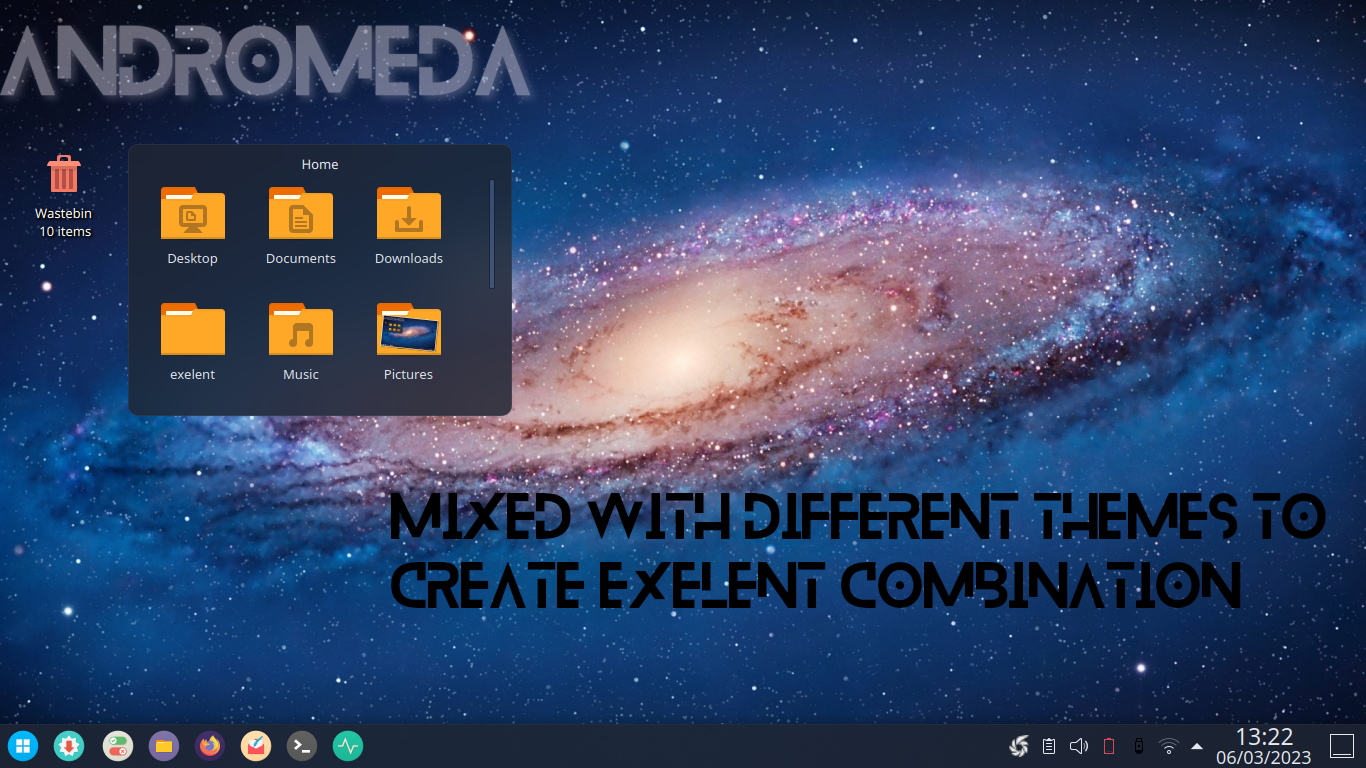 ANDROMEDA
Home
Wastebin
10 items
Desktop
Documents
Downloads
exelent
Music
Pictures
MIXED WITH DIFFERENT THEMES TO
CREATE EXELENT COMBINATION
13:22
06/03/2023